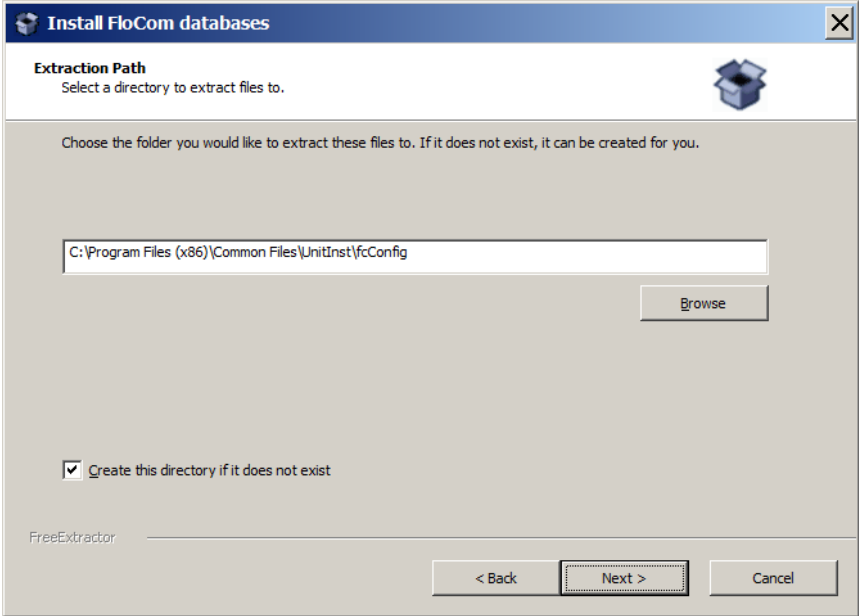 Install FloCom databases
Extraction Path
Select a directory to extract files to.
Choose the folder you would like to extract these files to. If it does not exist, it can be created for you.
C:\Program Files (x86)\Common Files\UnitInst\fcConfig
Browse
Create this directory if it does not exist
FreeExtractor
< Back
Next >
Cancel